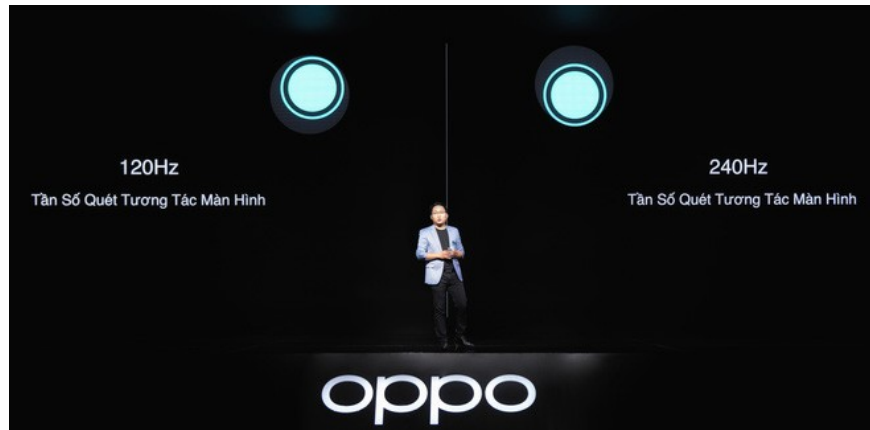 120Hz
Tần Số Quét Tương Tác Màn Hình
240Hz
Tần Số Quét Tương Tác Màn Hình
oppo